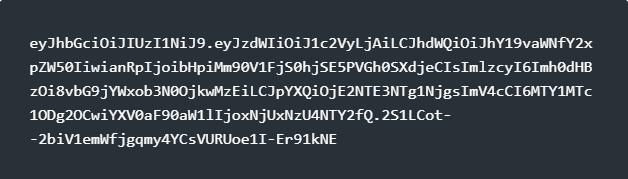 eyJhbGciOiJIUzI1NiJ9.eyJzdWIiOiJ1c2VyLjAiLCJhdWQiOiJhY19vaWNfY2x
pZW50IiwianRpIjoibHpiMm90V1FjS0hjSE5PVGh0SXdjeCIsImlzcyI6Imh0dHB
zOi8vbG9jYWxob3N0OjkwMzEiLCJpYXQiOjE2NTE3NTg1NjgsImV4cCI6MTY1MTc
1ODg2OCwiYXV0aF90aW1lIjoxNjUxNzU4NTY2fQ.2S1LCot-
-2biV1emWfjgqmy4YCsVURUoe1I-Er91kNE